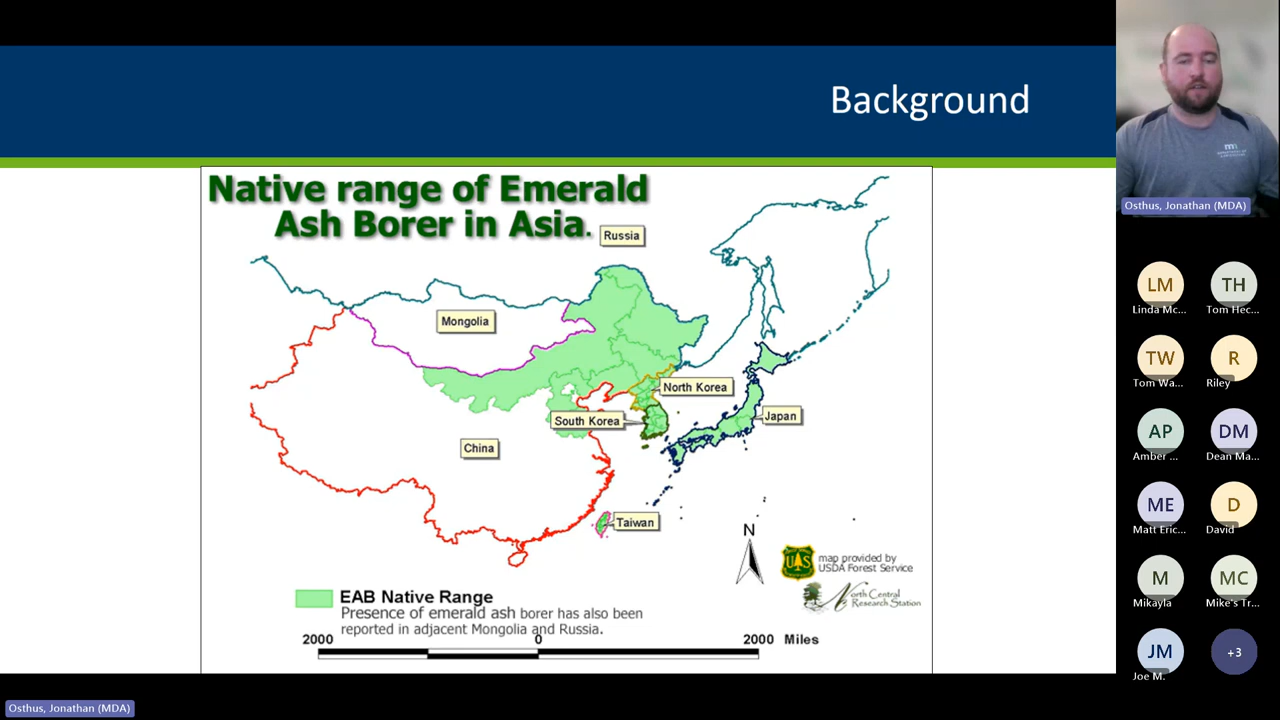 Background
Native range of Emerald
Ash Borer in Asia.
Russia
Mongolia
North Korea
South Korea
Japan
China
Taiwan
N
UAS
map provided by
USDA Forest Service
North Central
Research Station
EAB Native Range
Presence of emerald ash borer has also been
reported in adjacent Mongolia and Russia.
2000 0 2000 Miles
Osthus, Jonathan (MDA)
Osthus, Jonathan (MDA)
LM
Linda Mc...
TH
Tom Hec...
TW
Tom Wa...
R
Riley
AP
Amber ...
DM
Dean Ma...
ME
Matt Eric...
D
David
M
Mikayla
MC
Mike's Tr...
JM
Joe M.
+3